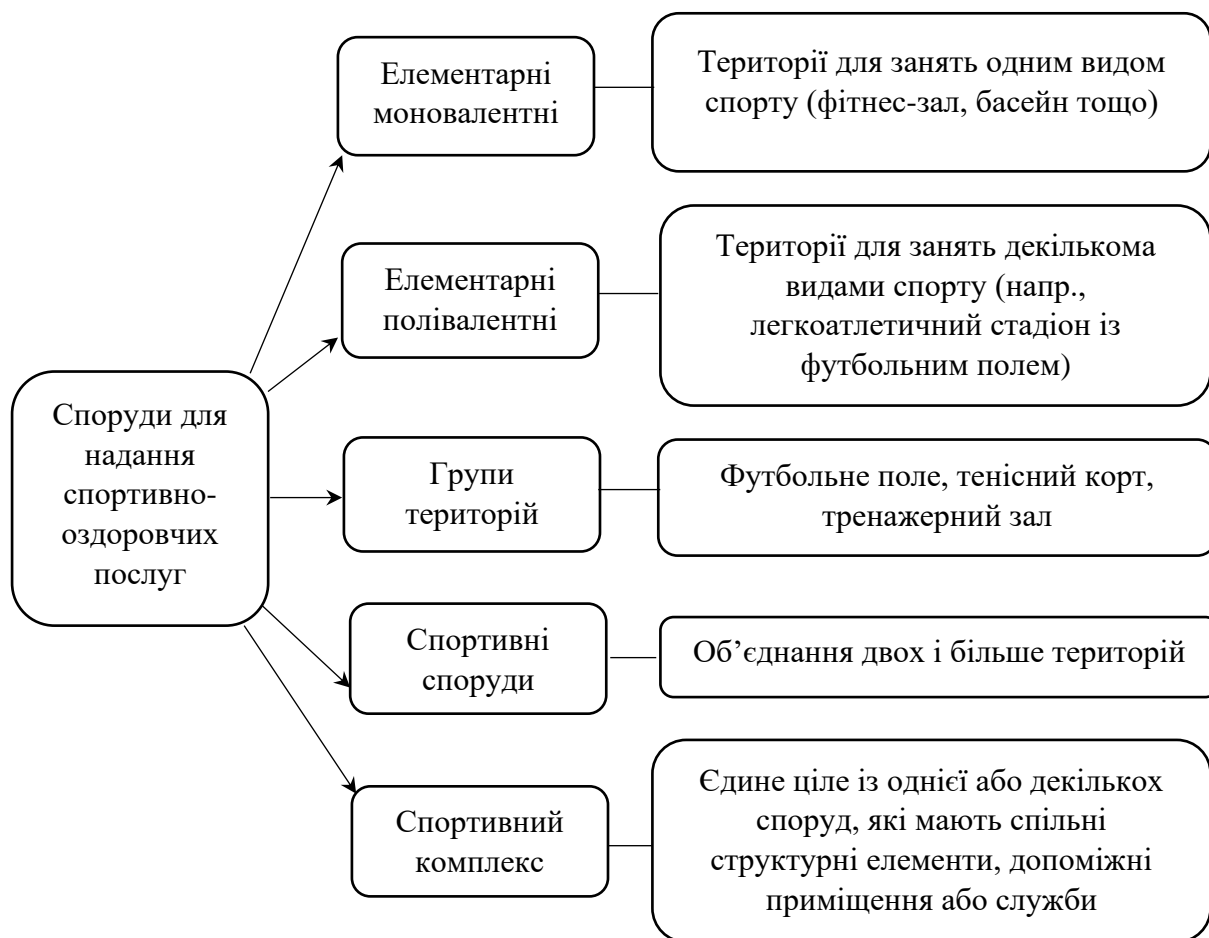 Елементарні
моновалентні
Території для занять одним видом
спорту (фітнес-зал, басейн тощо)
Елементарні
полівалентні
Території для занять декількома
видами спорту (напр.,
легкоатлетичний стадіон із
футбольним полем)
Споруди для
надання
спортивно-
оздоровчих
послуг
Групи
територій
Футбольне поле, тенісний корт,
тренажерний зал
Спортивні
споруди
Об’єднання двох і більше територій
Спортивний
комплекс
Єдине ціле із однієї або декількох
споруд, які мають спільні
структурні елементи, допоміжні
приміщення або служби